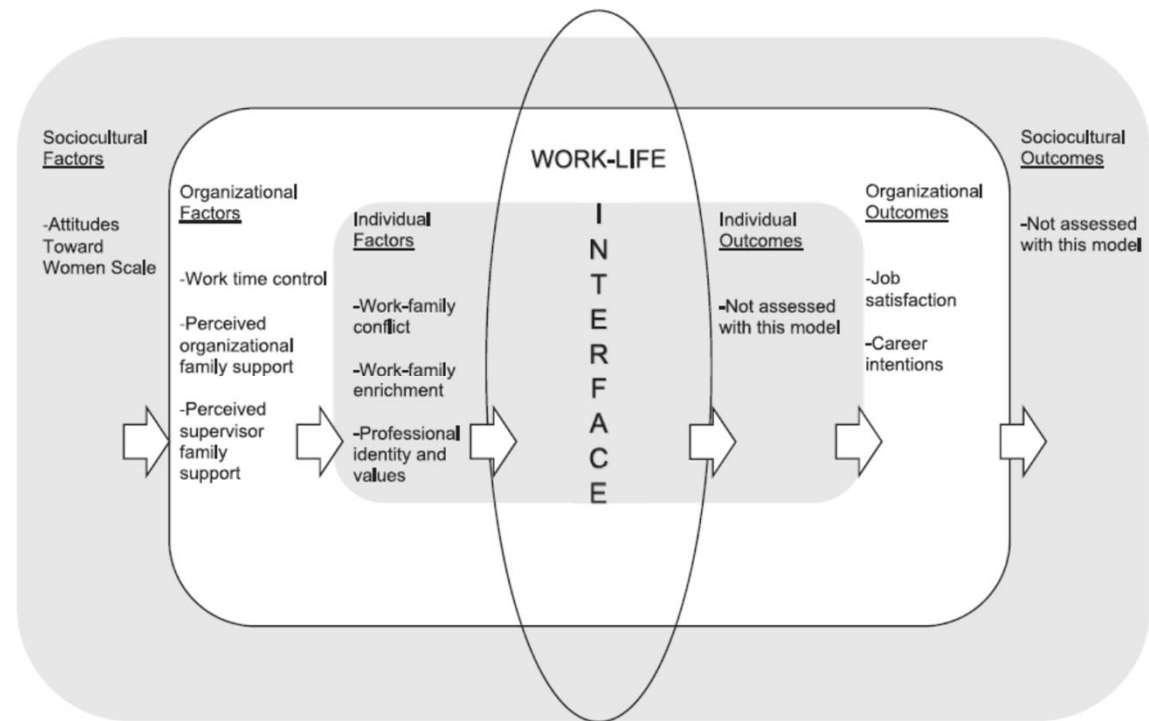 Sociocultural
Factors
-Attitudes
Toward
Women Scale
Organizational
Factors
-Work time control
-Perceived
organizational
family support
-Perceived
supervisor
family
support
Individual
Factors
-Work-family
conflict
-Work-family
enrichment
-Professional
identity and
values
WORK-LIFE
I
N
T
E
R
F
A
C
E
Individual
Outcomes
-Not assessed
with this model
Organizational
Outcomes
-Job
satisfaction
-Career
intentions
Sociocultural
Outcomes
-Not assessed
with this model